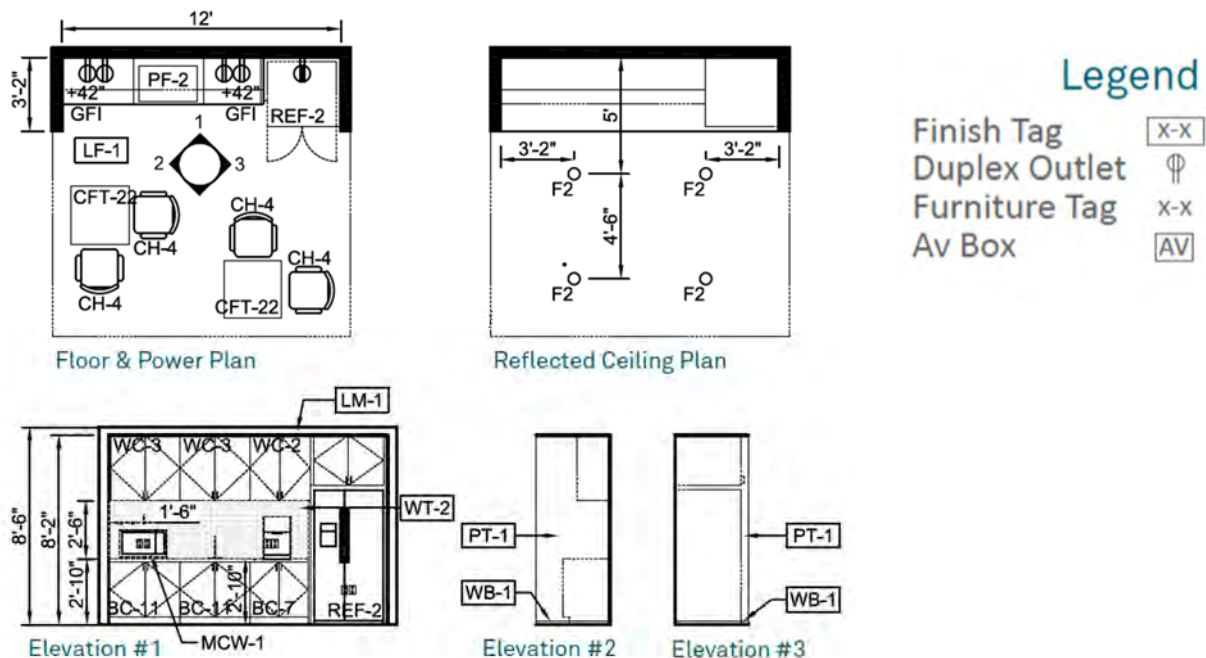 12'
3'-2"
+42"
GFI
PF-2
+42"
GFI
REF-2
LF-1
1
2
3
CFT-22
CH-4
CH-4
CH-4
CH-4
CFT-22
Floor & Power Plan
5'
3'-2"
3'-2"
F2
F2
4'-6"
F2
F2
Reflected Ceiling Plan
Legend
Finish Tag X-X
Duplex Outlet
Furniture Tag X-X
Av Box AV
LM-1
WC-3 WC-3 WC-2
8'-6"
8'-2"
2'-6"
1'-6"
WT-2
2'-10"
2'-10"
BC-11 BC-11 BC-7 REF-2
MCW-1
Elevation #1
PT-1
WB-1
Elevation #2
PT-1
WB-1
Elevation #3